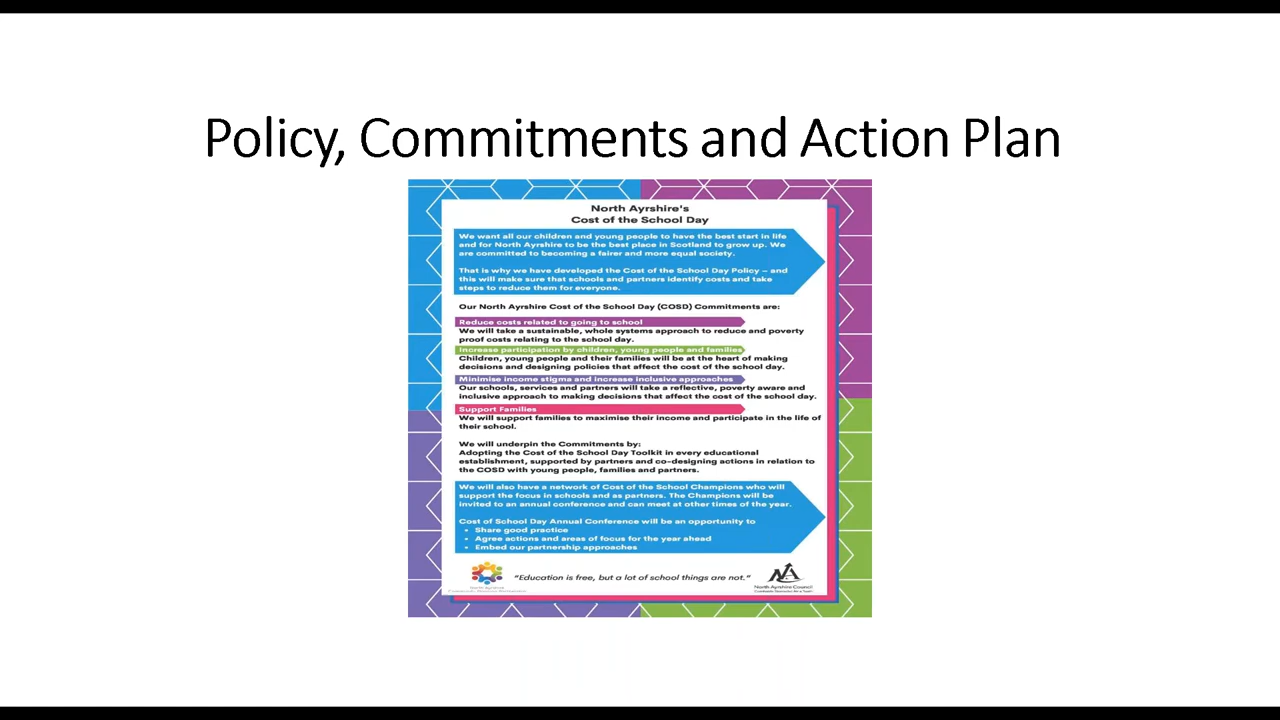 Policy, Commitments and Action Plan
North Ayrshire's
Cost of the School Day
We want all our children and young people to have the best start in life
and for North Ayrshire to be the best place in Scotland to grow up. We
are committed to becoming a fairer and more equal society.
That is why we have developed the Cost of the School Day Policy – and
this will make sure that schools and partners identify costs and take
steps to reduce them for everyone.
Our North Ayrshire Cost of the School Day (COSD) Commitments are:
Reduce costs related to going to school
We will take a sustainable, whole systems approach to reduce and poverty
proof costs relating to the school day.
Increase participation by children, young people and families
Children, young people and their families will be at the heart of making
decisions and designing policies that affect the cost of the school day.
Minimise income stigma and increase inclusive approaches
Our schools, services and partners will take a reflective, poverty aware and
inclusive approach to making decisions that affect the cost of the school day.
Support Families
We will support families to maximise their income and participate in the life of
their school.
We will underpin the Commitments by:
Adopting the Cost of the School Day Toolkit in every educational
establishment, supported by partners and co-designing actions in relation to
the COSD with young people, families and partners.
We will also have a network of Cost of the School Champions who will
support the focus in schools and as partners. The Champions will be
invited to an annual conference and can meet at other times of the year.
Cost of School Day Annual Conference will be an opportunity to
• Share good practice
• Agree actions and areas of focus for the year ahead
• Embed our partnership approaches
"Education is free, but a lot of school things are not."
North Ayrshire Council